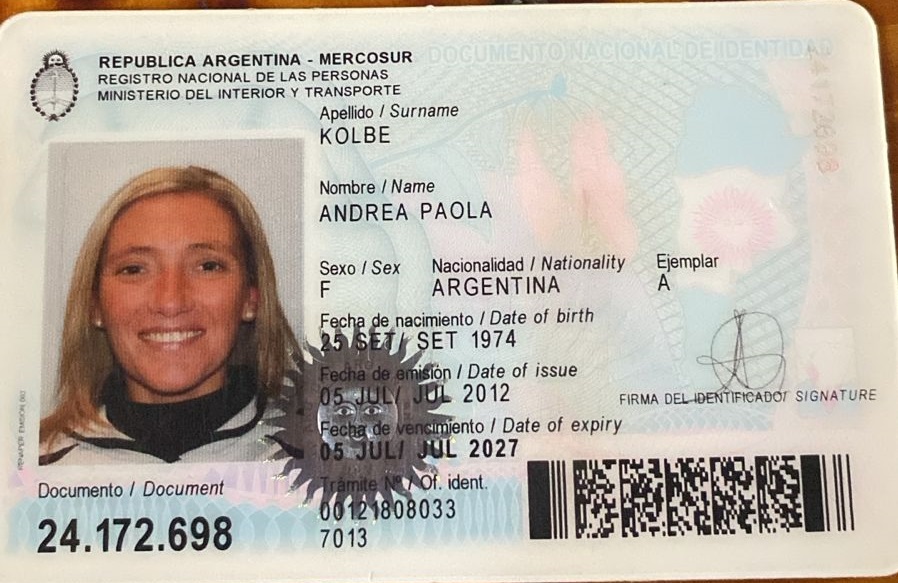 DOCUMENTO NACIONAL DE IDENTIDAD
REPUBLICA ARGENTINA - MERCOSUR
REGISTRO NACIONAL DE LAS PERSONAS
MINISTERIO DEL INTERIOR Y TRANSPORTE
Apellido / Surname
KOLBE
Nombre / Name
ANDREA PAOLA
Sexo / Sex Nacionalidad / Nationality Ejemplar
F ARGENTINA A
Fecha de nacimiento / Date of birth
25 SET/ SET 1974
Fecha de emisión / Date of issue
05 JUL/ JUL 2012
FIRMA DEL IDENTIFICADO/ SIGNATURE
Fecha de vencimiento / Date of expiry
05 JUL/ JUL 2027
Documento / Document
24.172.698
Trámite Nº / Of. ident.
00121808033
7013